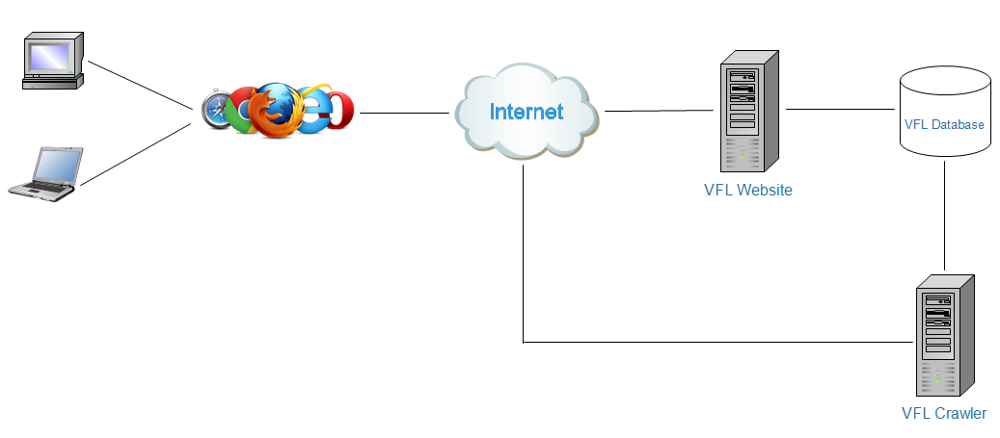 Internet
VFL Database
VFL Website
VFL Crawler